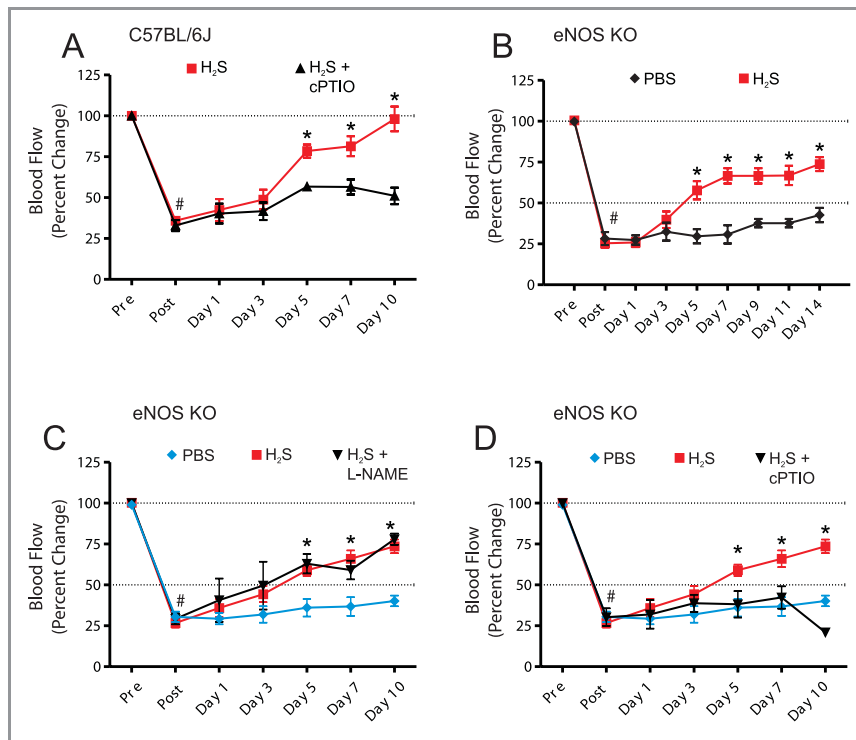 C57BL/6J
A
H₂S
H₂S +
cPTIO
Blood Flow
(Percent Change)
125
100
75
50
25
0
#
*
*
*
Pre
Post
Day 1
Day 3
Day 5
Day 7
Day 10
eNOS KO
B
PBS
H₂S
Blood Flow
(Percent Change)
125
100
75
50
25
0
#
*
*
*
*
*
Pre
Post
Day 1
Day 3
Day 5
Day 7
Day 9
Day 11
Day 14
eNOS KO
C
PBS
H₂S
H₂S +
L-NAME
Blood Flow
(Percent Change)
125
100
75
50
25
0
#
*
*
*
Pre
Post
Day 1
Day 3
Day 5
Day 7
Day 10
eNOS KO
D
PBS
H₂S
H₂S +
cPTIO
Blood Flow
(Percent Change)
125
100
75
50
25
0
#
*
*
*
Pre
Post
Day 1
Day 3
Day 5
Day 7
Day 10